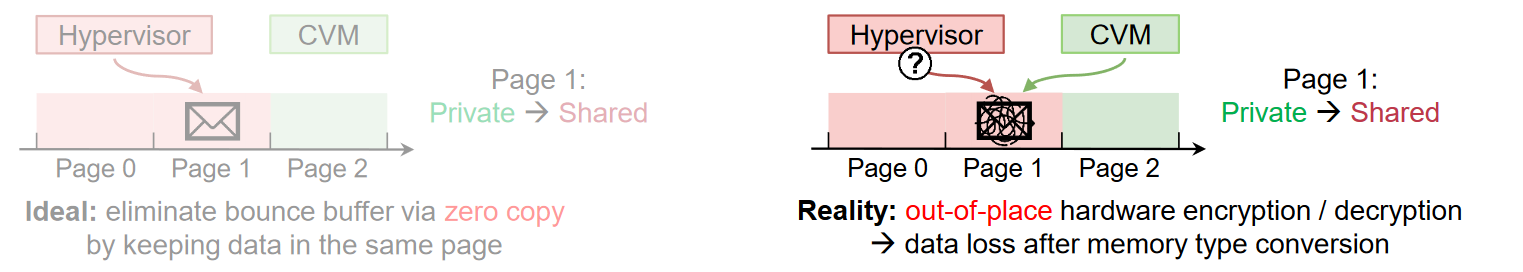 Hypervisor
CVM
Page 1:
Private → Shared
Page 0
Page 1
Page 2
Ideal: eliminate bounce buffer via zero copy
by keeping data in the same page
Hypervisor
CVM
?
Page 1:
Private → Shared
Page 0
Page 1
Page 2
Reality: out-of-place hardware encryption / decryption
→ data loss after memory type conversion